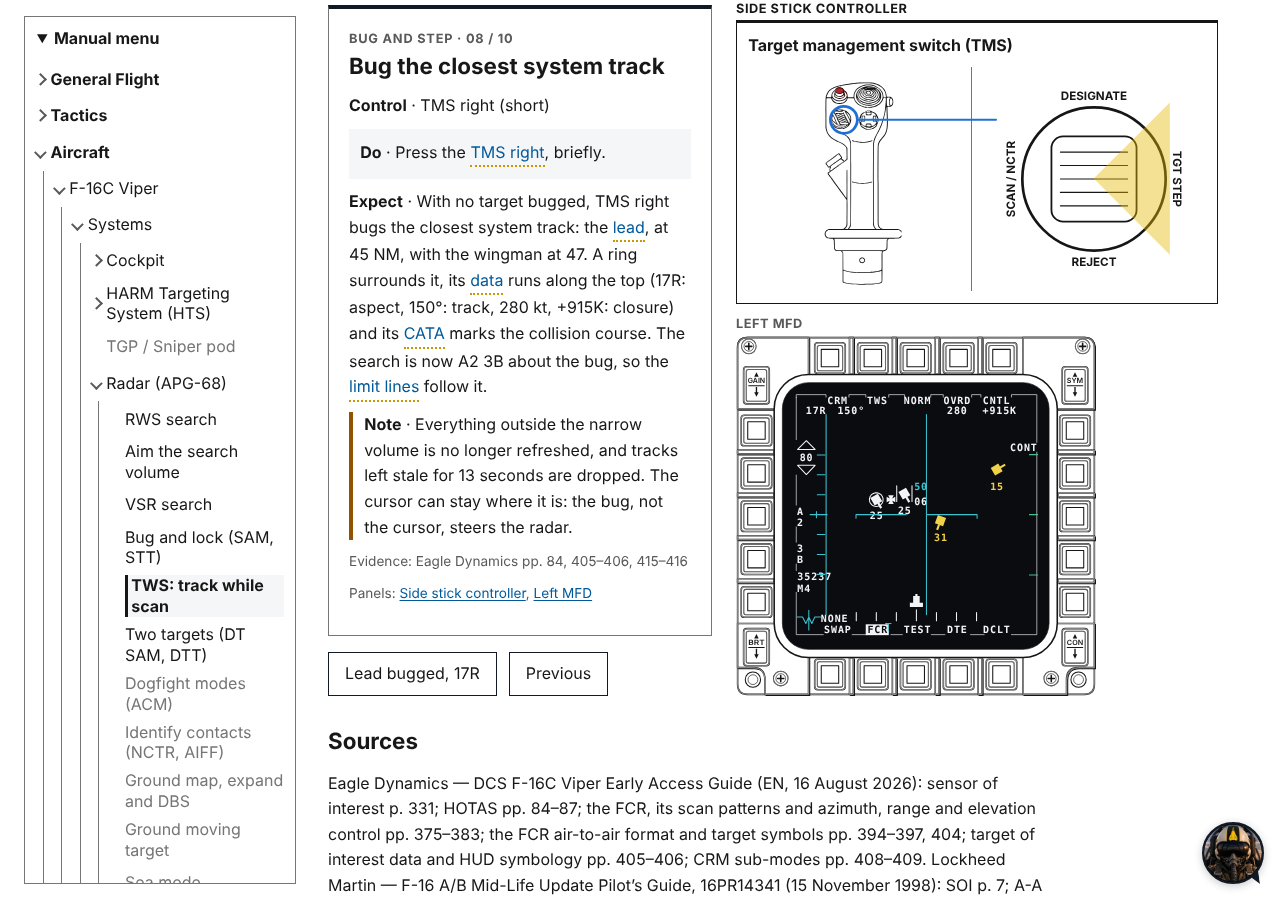 Manual menu
General Flight
Tactics
Aircraft
F-16C Viper
Systems
Cockpit
HARM Targeting
System (HTS)
TGP / Sniper pod
Radar (APG-68)
RWS search
Aim the search
volume
VSR search
Bug and lock (SAM,
STT)
TWS: track while
scan
Two targets (DT
SAM, DTT)
Dogfight modes
(ACM)
Identify contacts
(NCTR, AIFF)
Ground map, expand
and DBS
Ground moving
target
Sea mode
BUG AND STEP · 08 / 10
Bug the closest system track
Control · TMS right (short)
Do · Press the TMS right, briefly.
Expect · With no target bugged, TMS right
bugs the closest system track: the lead, at
45 NM, with the wingman at 47. A ring
surrounds it, its data runs along the top (17R:
aspect, 150°: track, 280 kt, +915K: closure)
and its CATA marks the collision course. The
search is now A2 3B about the bug, so the
limit lines follow it.
Note · Everything outside the narrow
volume is no longer refreshed, and tracks
left stale for 13 seconds are dropped. The
cursor can stay where it is: the bug, not
the cursor, steers the radar.
Evidence: Eagle Dynamics pp. 84, 405–406, 415–416
Panels: Side stick controller, Left MFD
Lead bugged, 17R
Previous
SIDE STICK CONTROLLER
Target management switch (TMS)
DESIGNATE
SCAN / NCTR
TGT STEP
REJECT
LEFT MFD
GAIN
SYM
BRT
CON
CRM TWS NORM OVRD CNTL
17R 150° 280 +915K
CONT
80
15
50
06
25
25
31
A
2
3
B
35237
M4
NONE
SWAP FCR TEST DTE DCLT
Sources
Eagle Dynamics — DCS F-16C Viper Early Access Guide (EN, 16 August 2026): sensor of
interest p. 331; HOTAS pp. 84–87; the FCR, its scan patterns and azimuth, range and elevation
control pp. 375–383; the FCR air-to-air format and target symbols pp. 394–397, 404; target of
interest data and HUD symbology pp. 405–406; CRM sub-modes pp. 408–409. Lockheed
Martin — F-16 A/B Mid-Life Update Pilot’s Guide, 16PR14341 (15 November 1998): SOI p. 7; A-A